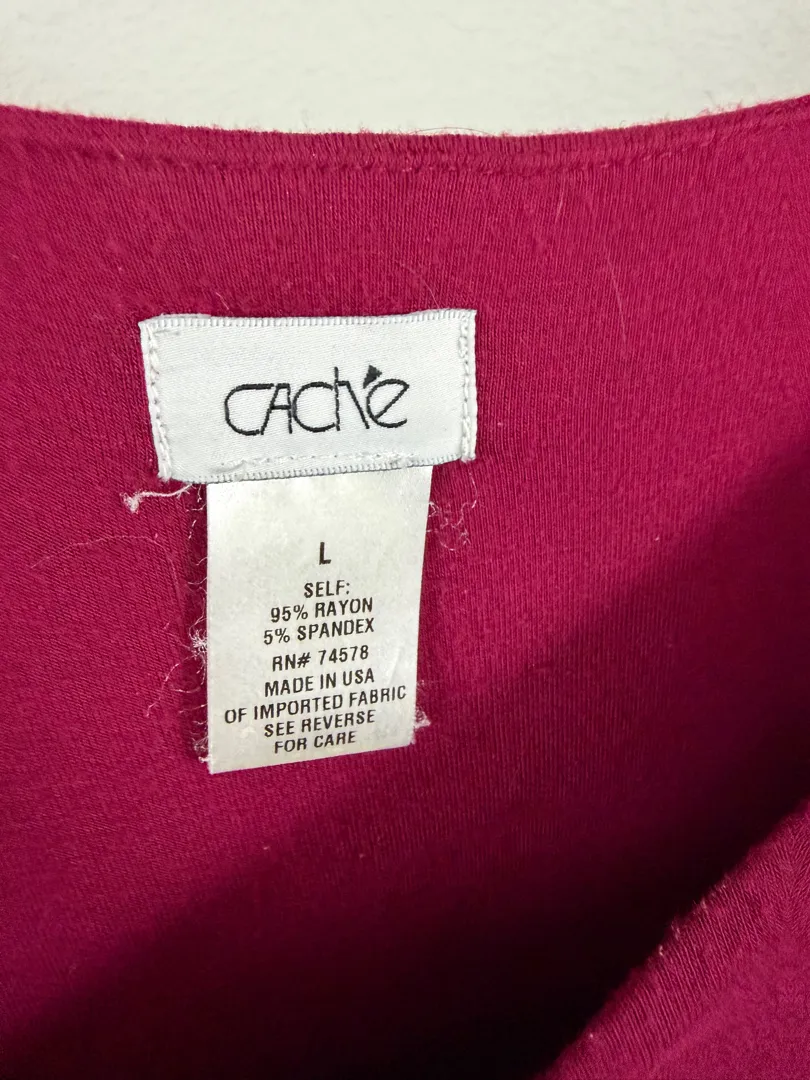 CACHé
L
SELF:
95% RAYON
5% SPANDEX
RN# 74578
MADE IN USA
OF IMPORTED FABRIC
SEE REVERSE
FOR CARE